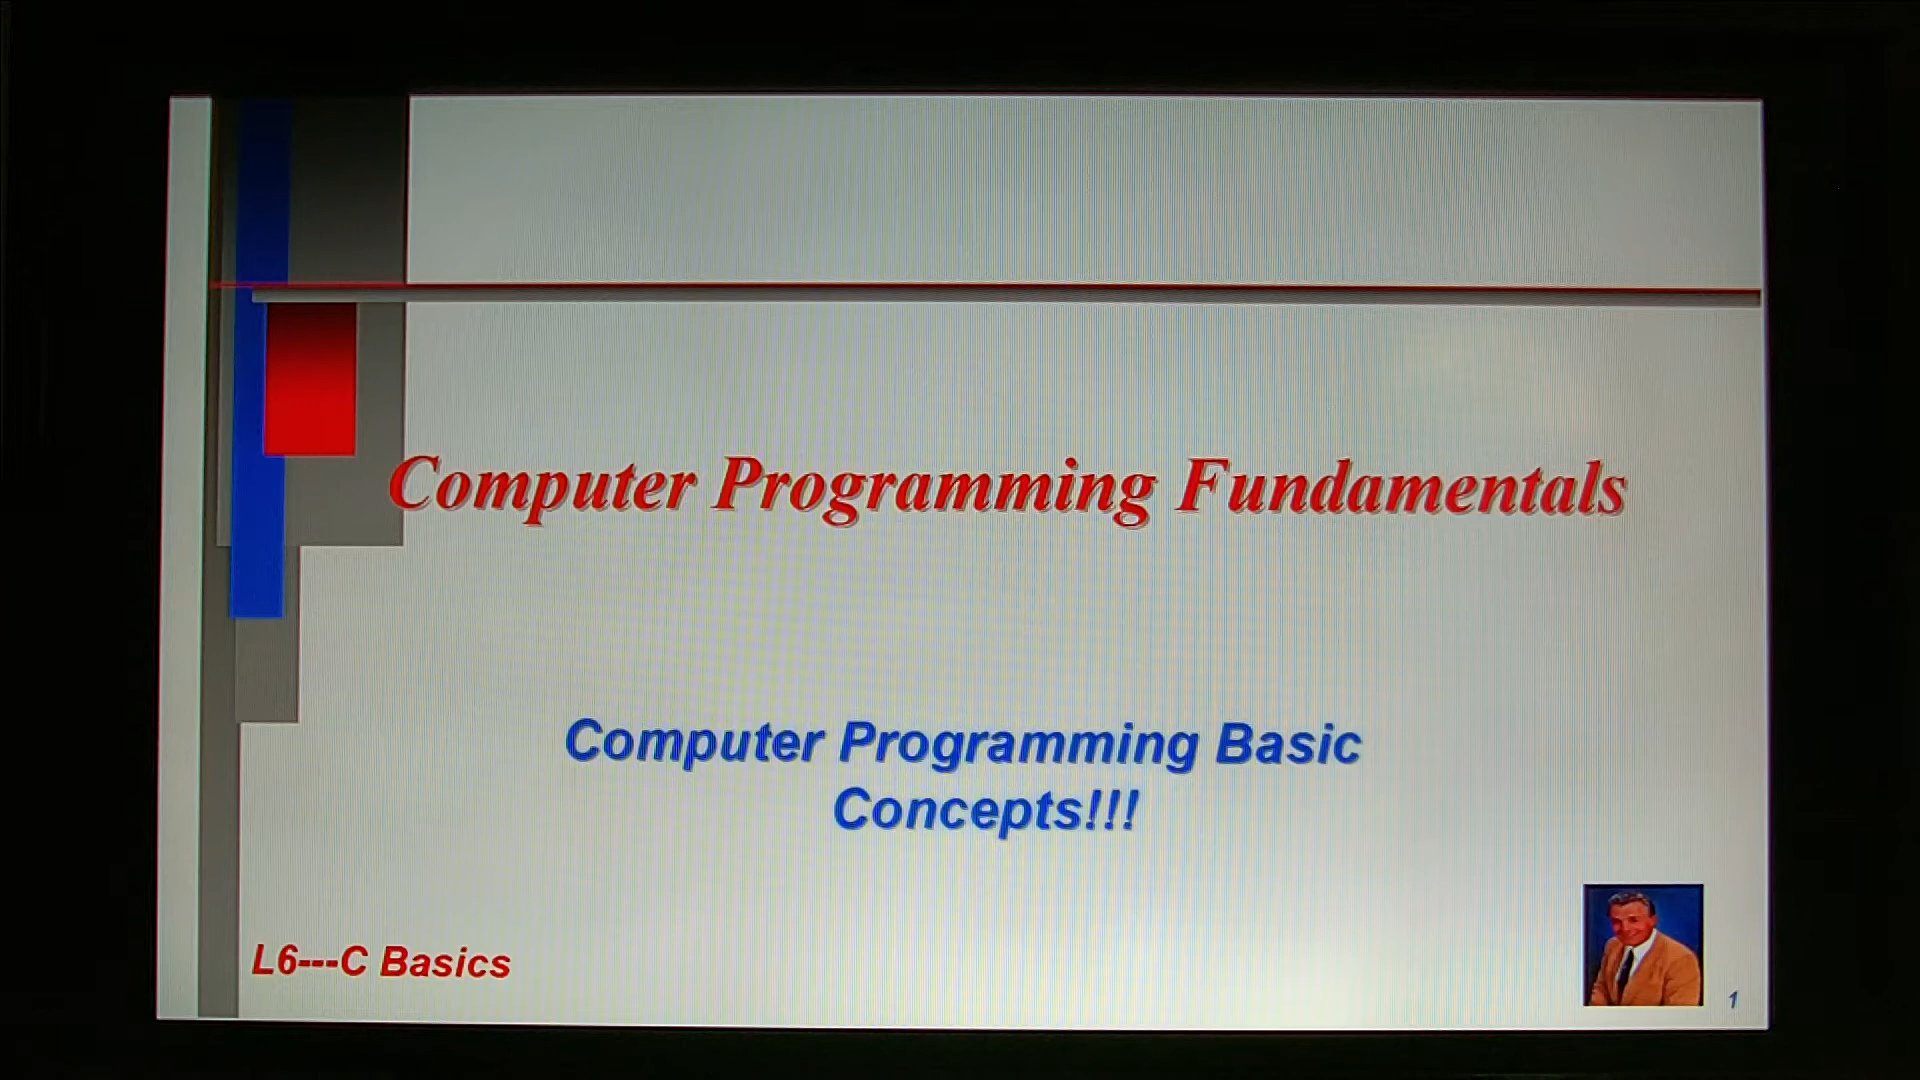 Computer Programming Fundamentals
Computer Programming Basic
Concepts!!!
L6---C Basics
1